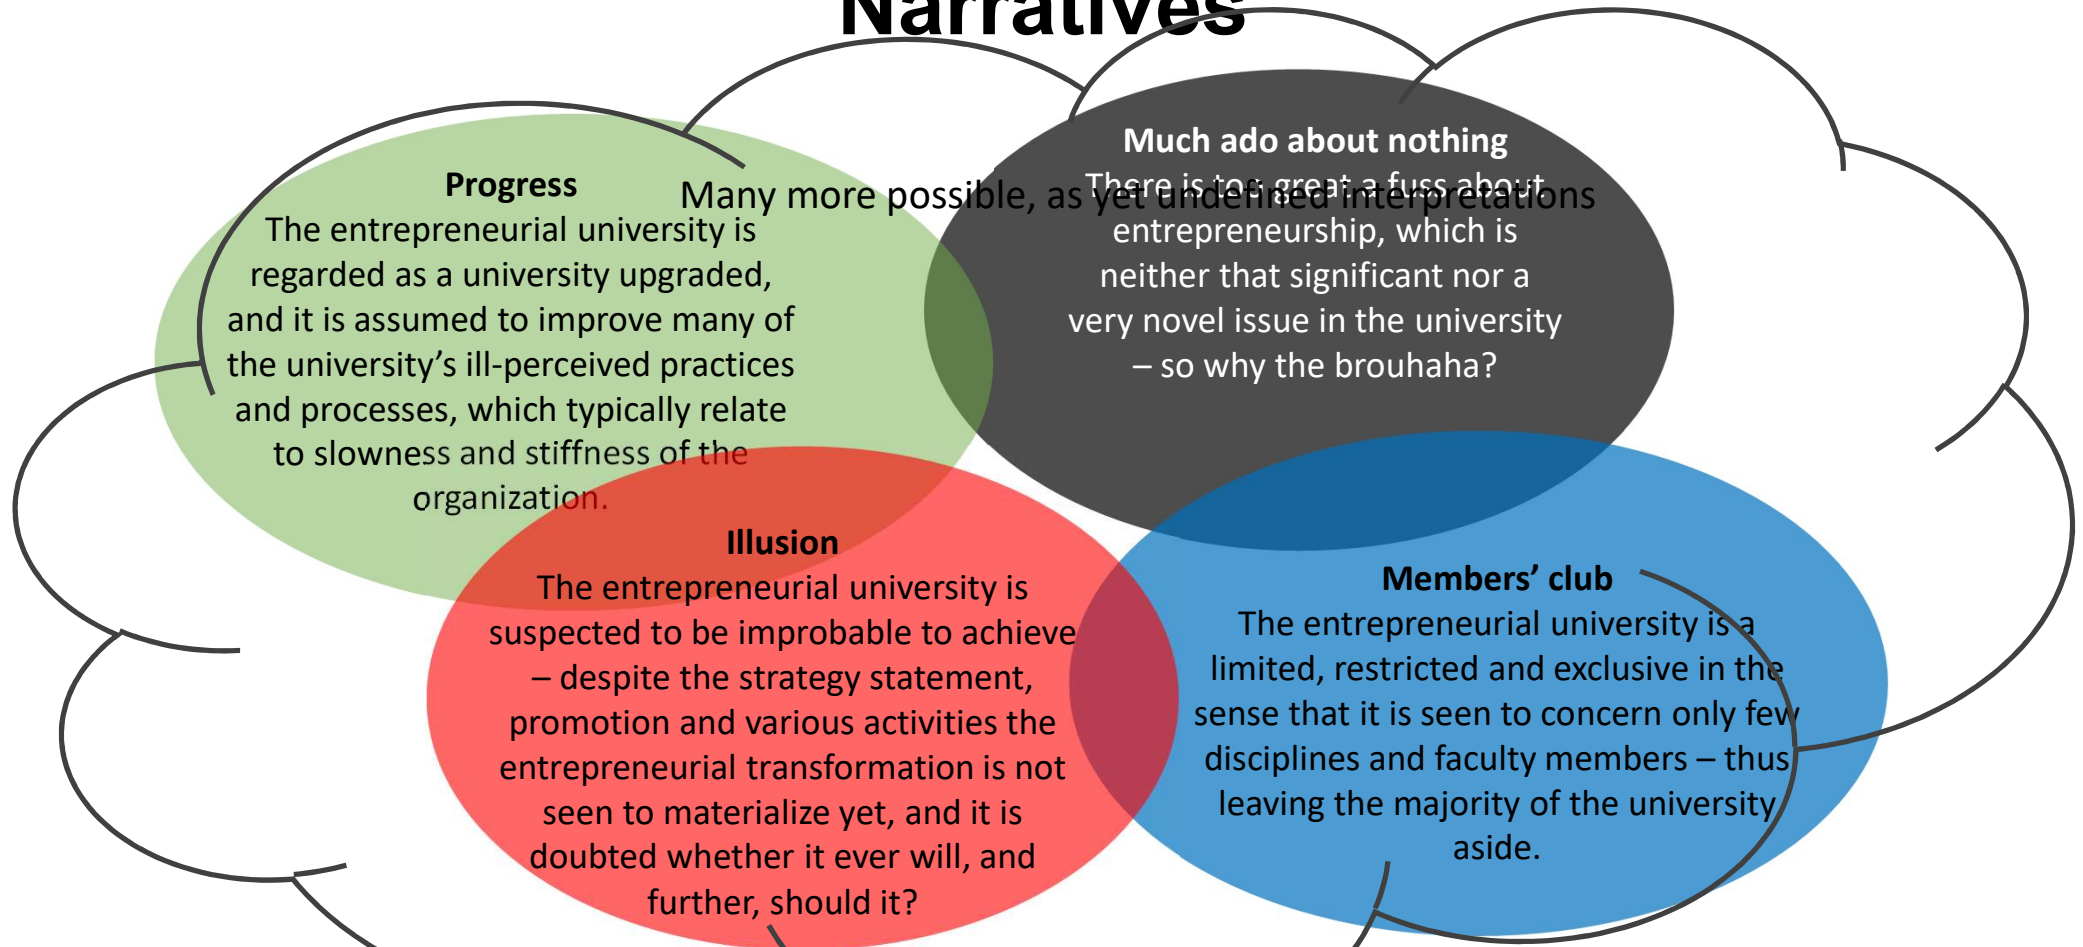 Narratives
Progress
The entrepreneurial university is
regarded as a university upgraded,
and it is assumed to improve many of
the university’s ill-perceived practices
and processes, which typically relate
to slowness and stiffness of the
organization.
Many more possible, as yet undefined interpretations
Much ado about nothing
There is too great a fuss about
entrepreneurship, which is
neither that significant nor a
very novel issue in the university
– so why the brouhaha?
Illusion
The entrepreneurial university is
suspected to be improbable to achieve
– despite the strategy statement,
promotion and various activities the
entrepreneurial transformation is not
seen to materialize yet, and it is
doubted whether it ever will, and
further, should it?
Members’ club
The entrepreneurial university is a
limited, restricted and exclusive in the
sense that it is seen to concern only few
disciplines and faculty members – thus
leaving the majority of the university
aside.